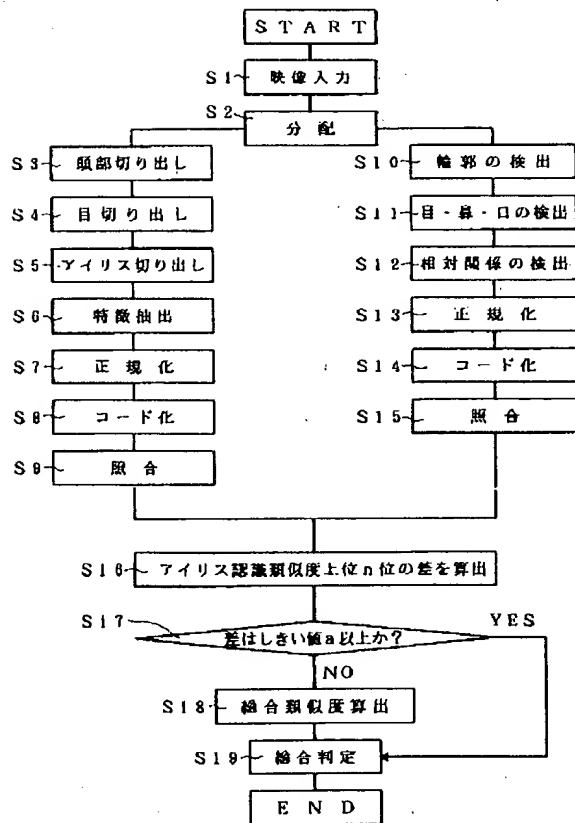 START
S1 映像入力
S2 分配
S3 頭部切り出し
S4 目切り出し
S5 アイリス切り出し
S6 特徴抽出
S7 正規化
S8 コード化
S9 照合
S10 輪郭の検出
S11 目・鼻・口の検出
S12 相対関係の検出
S13 正規化
S14 コード化
S15 照合
S16 アイリス認識類似度上位n位の差を算出
S17 差はしきい値a以上か?
YES
NO
S18 総合類似度算出
S19 総合判定
END